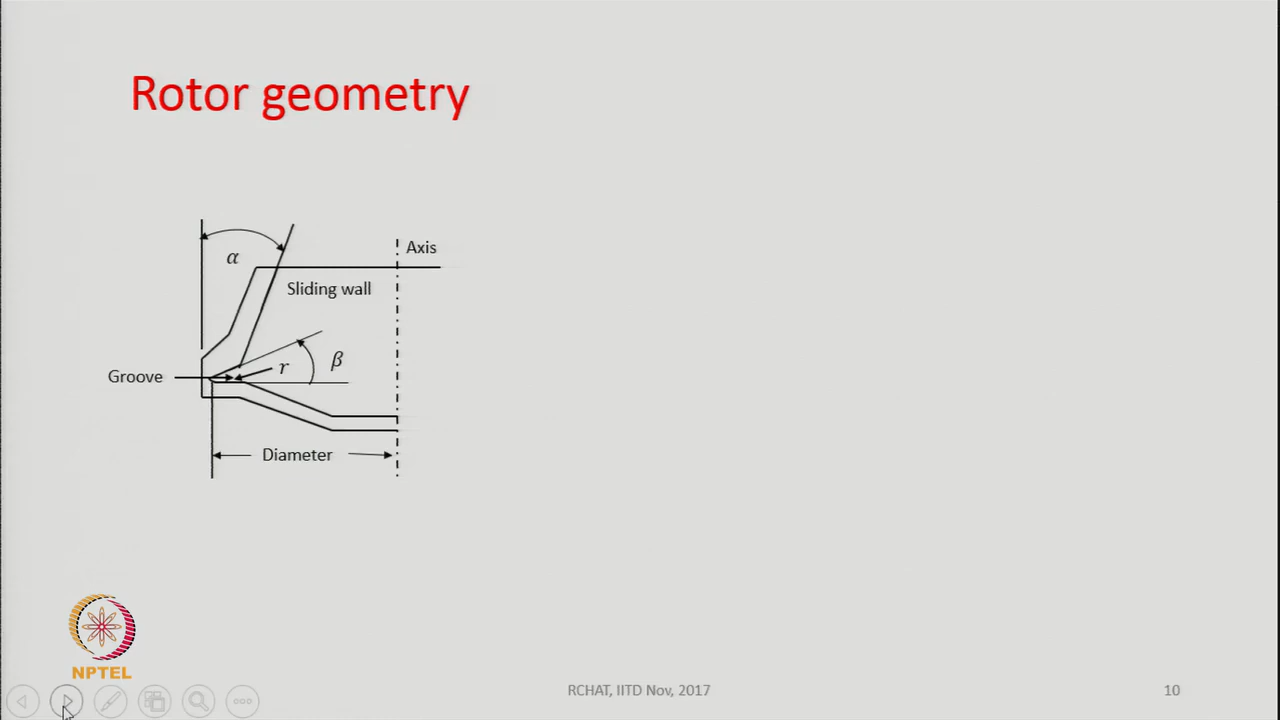 Rotor geometry
Axis
α
Sliding wall
β
r
Groove
Diameter
NPTEL
RCHAT, IITD Nov, 2017
10